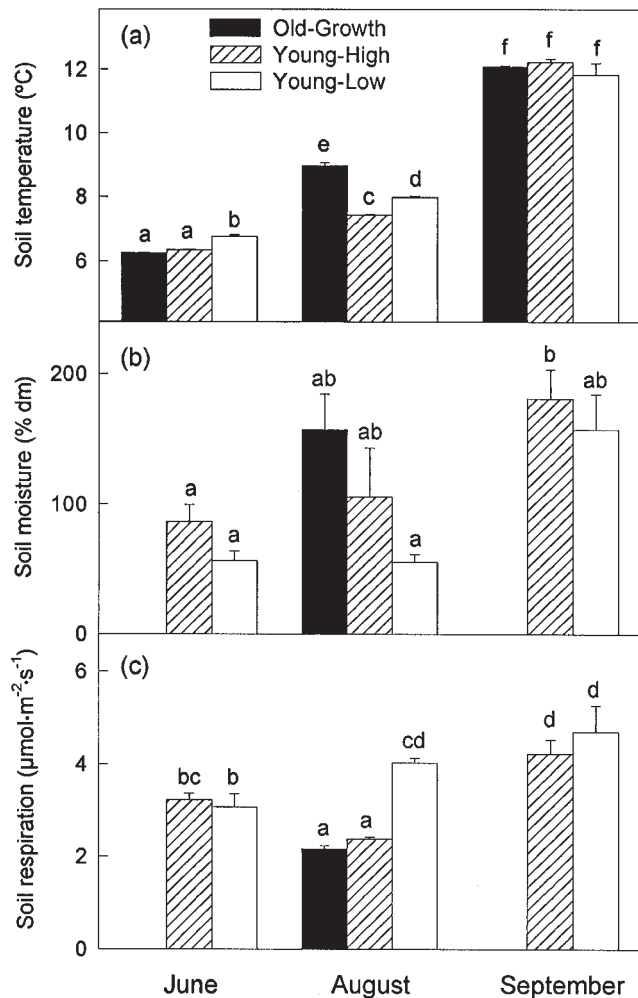 (a)
Old-Growth
Young-High
Young-Low
Soil temperature (ºC)
12
10
8
6
a a b
e c d
f f f
(b)
Soil moisture (% dm)
200
100
0
a a
ab ab a
b ab
(c)
Soil respiration (µmol·m⁻²·s⁻¹)
6
4
2
0
bc b
a a cd
d d
June August September